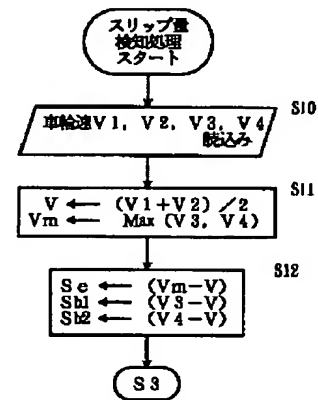 スリップ量
検知処理
スタート
S10
車輪速V1, V2, V3, V4
読込み
S11
V ← (V1+V2)/2
Vm ← Max (V3, V4)
S12
Se ← (Vm-V)
Sb1 ← (V3-V)
Sb2 ← (V4-V)
S3